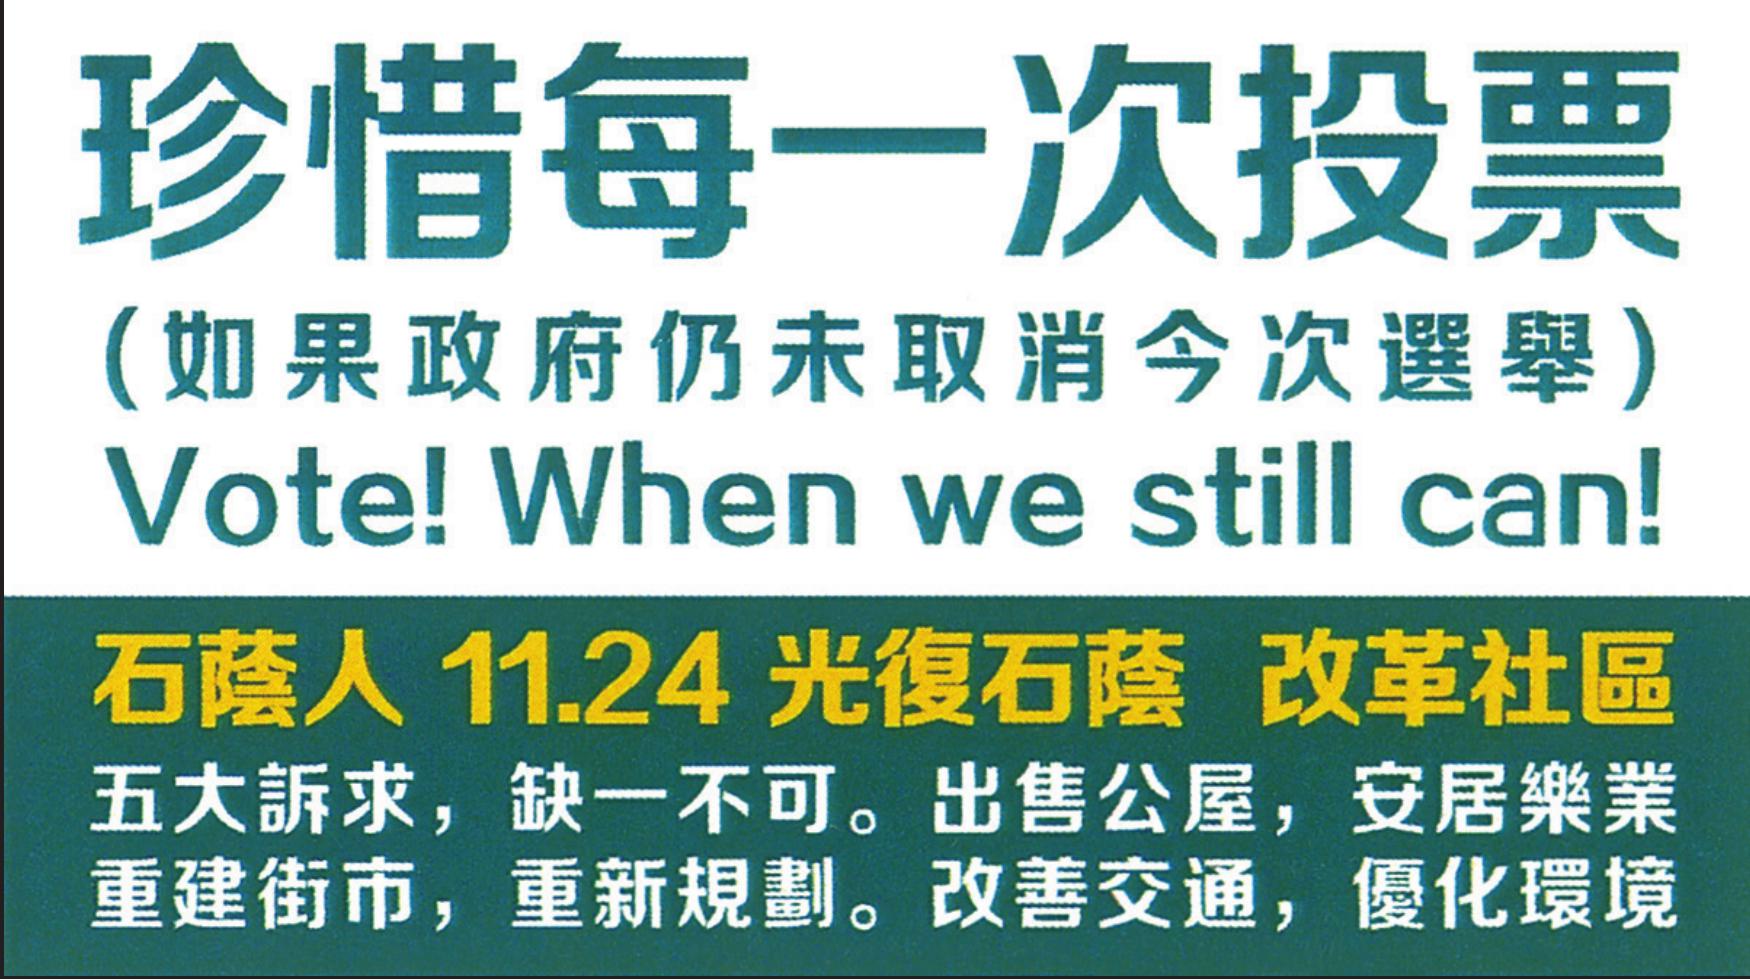 珍惜每一次投票
（如果政府仍未取消今次選舉）
Vote! When we still can!
石蔭人 11.24 光復石蔭 改革社區
五大訴求，缺一不可。出售公屋，安居樂業
重建街市，重新規劃。改善交通，優化環境